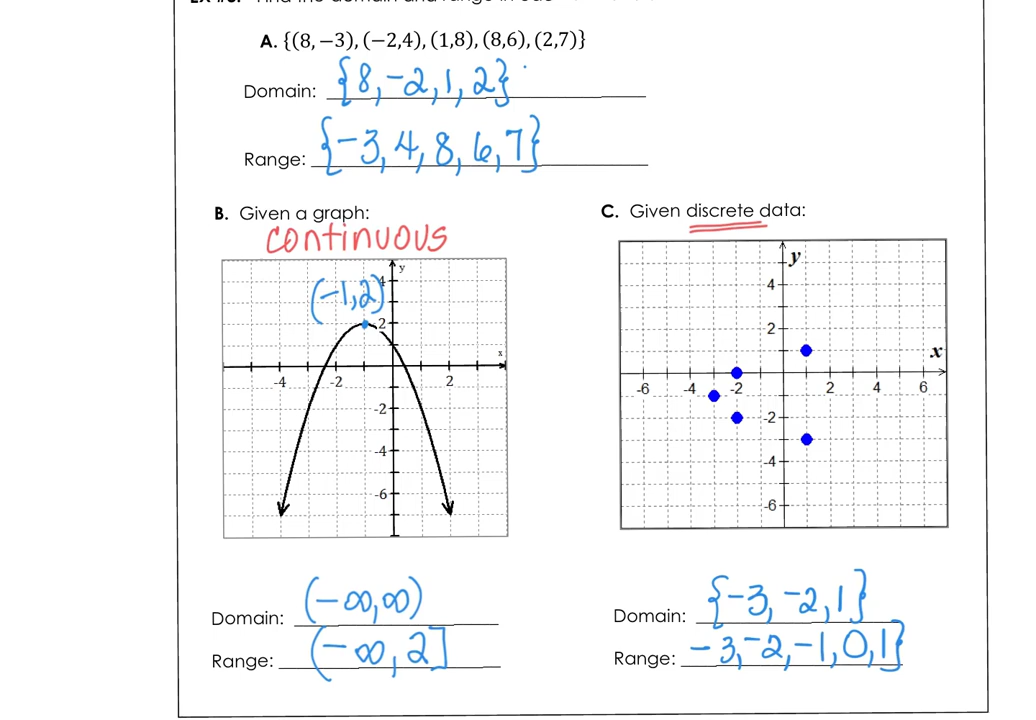 A. {(8, −3), (−2,4), (1,8), (8,6), (2,7)}
Domain: {8, -2, 1, 2}
Range: {-3, 4, 8, 6, 7}
B. Given a graph:
continuous
C. Given discrete data:
y
4
(-1,2)
2
x
-4 -2 2
-2
-4
-6
y
4
2
x
-6 -4 -2 2 4 6
-2
-4
-6
Domain: (-∞,∞)
Range: (-∞, 2]
Domain: {-3, -2, 1}
Range: -3, -2, -1, 0, 1}